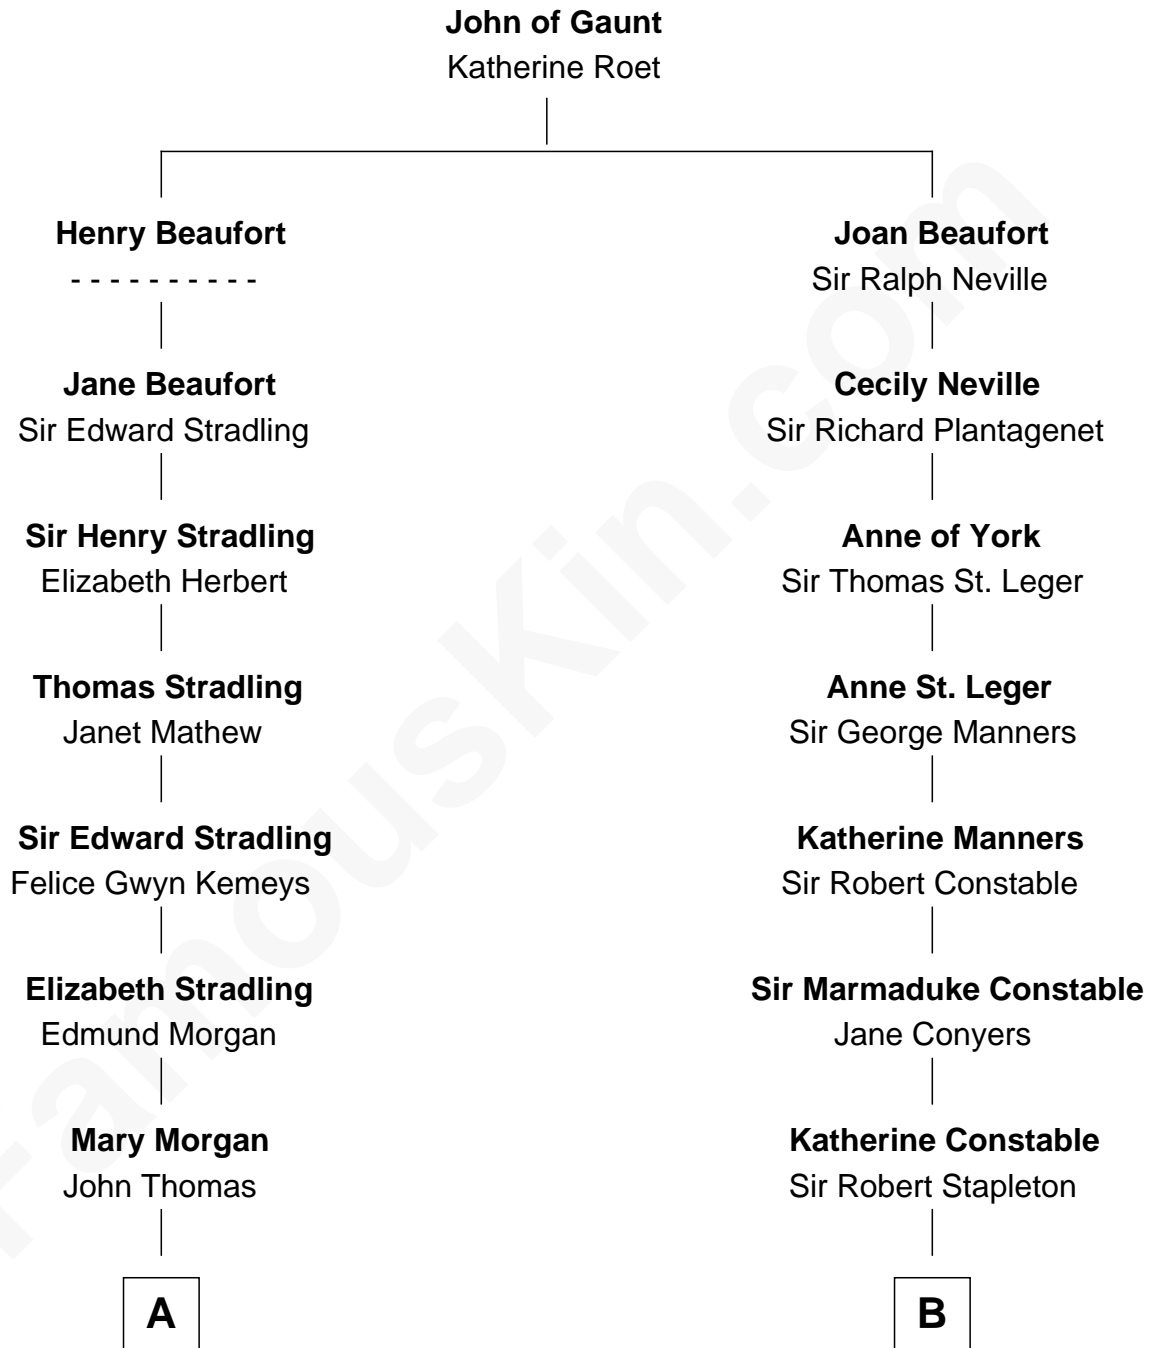 John of Gaunt
Katherine Roet
Henry Beaufort
- - - - - - - - - -
Joan Beaufort
Sir Ralph Neville
Jane Beaufort
Sir Edward Stradling
Cecily Neville
Sir Richard Plantagenet
Sir Henry Stradling
Elizabeth Herbert
Anne of York
Sir Thomas St. Leger
Thomas Stradling
Janet Mathew
Anne St. Leger
Sir George Manners
Sir Edward Stradling
Felice Gwyn Kemeys
Katherine Manners
Sir Robert Constable
Elizabeth Stradling
Edmund Morgan
Sir Marmaduke Constable
Jane Conyers
Mary Morgan
John Thomas
Katherine Constable
Sir Robert Stapleton
A
B
FamousKin.com